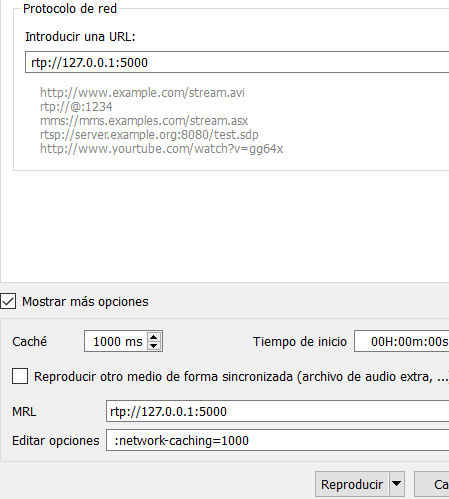 Protocolo de red
Introducir una URL:
rtp://127.0.0.1:5000
http://www.example.com/stream.avi
rtp://@:1234
mms://mms.examples.com/stream.asx
rtsp://server.example.org:8080/test.sdp
http://www.yourtube.com/watch?v=gg64x
Mostrar más opciones
Caché 1000 ms Tiempo de inicio 00H:00m:00s
Reproducir otro medio de forma sincronizada (archivo de audio extra, ...)
MRL rtp://127.0.0.1:5000
Editar opciones :network-caching=1000
Reproducir Ca